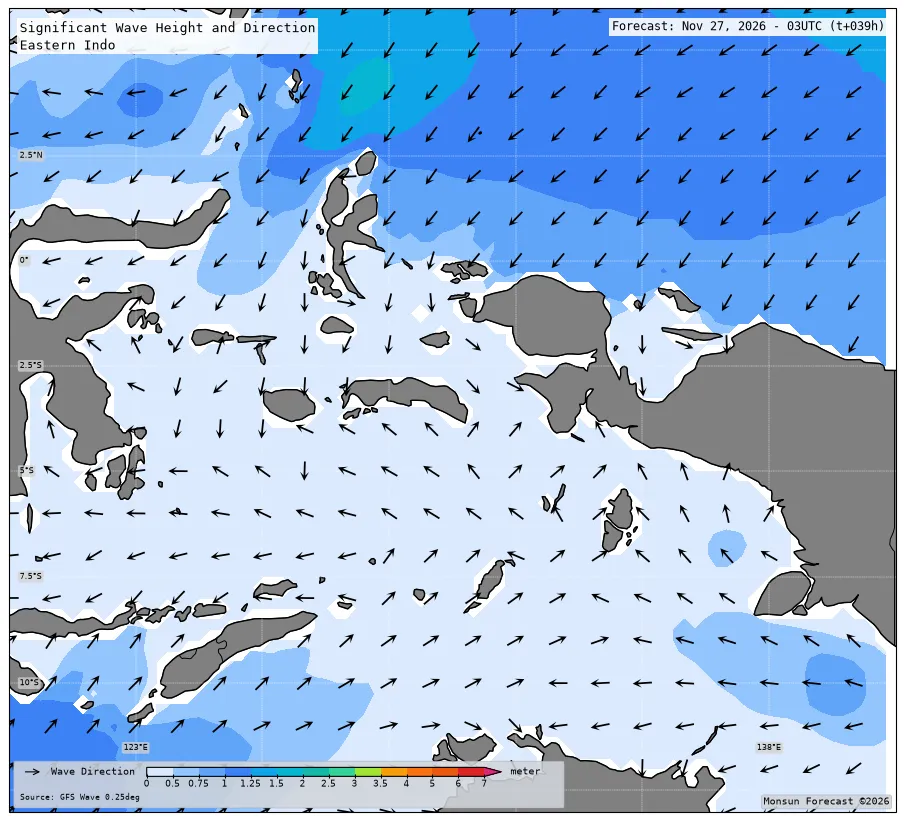 Significant Wave Height and Direction
Eastern Indo
Forecast: Nov 27, 2026 - 03UTC (t+039h)
2.5°N
0°
2.5°S
5°S
7.5°S
10°S
123°E
138°E
Wave Direction
meter
0 0.5 0.75 1 1.25 1.5 2 2.5 3 3.5 4 5 6 7
Source: GFS Wave 0.25deg
Monsun Forecast ©2026